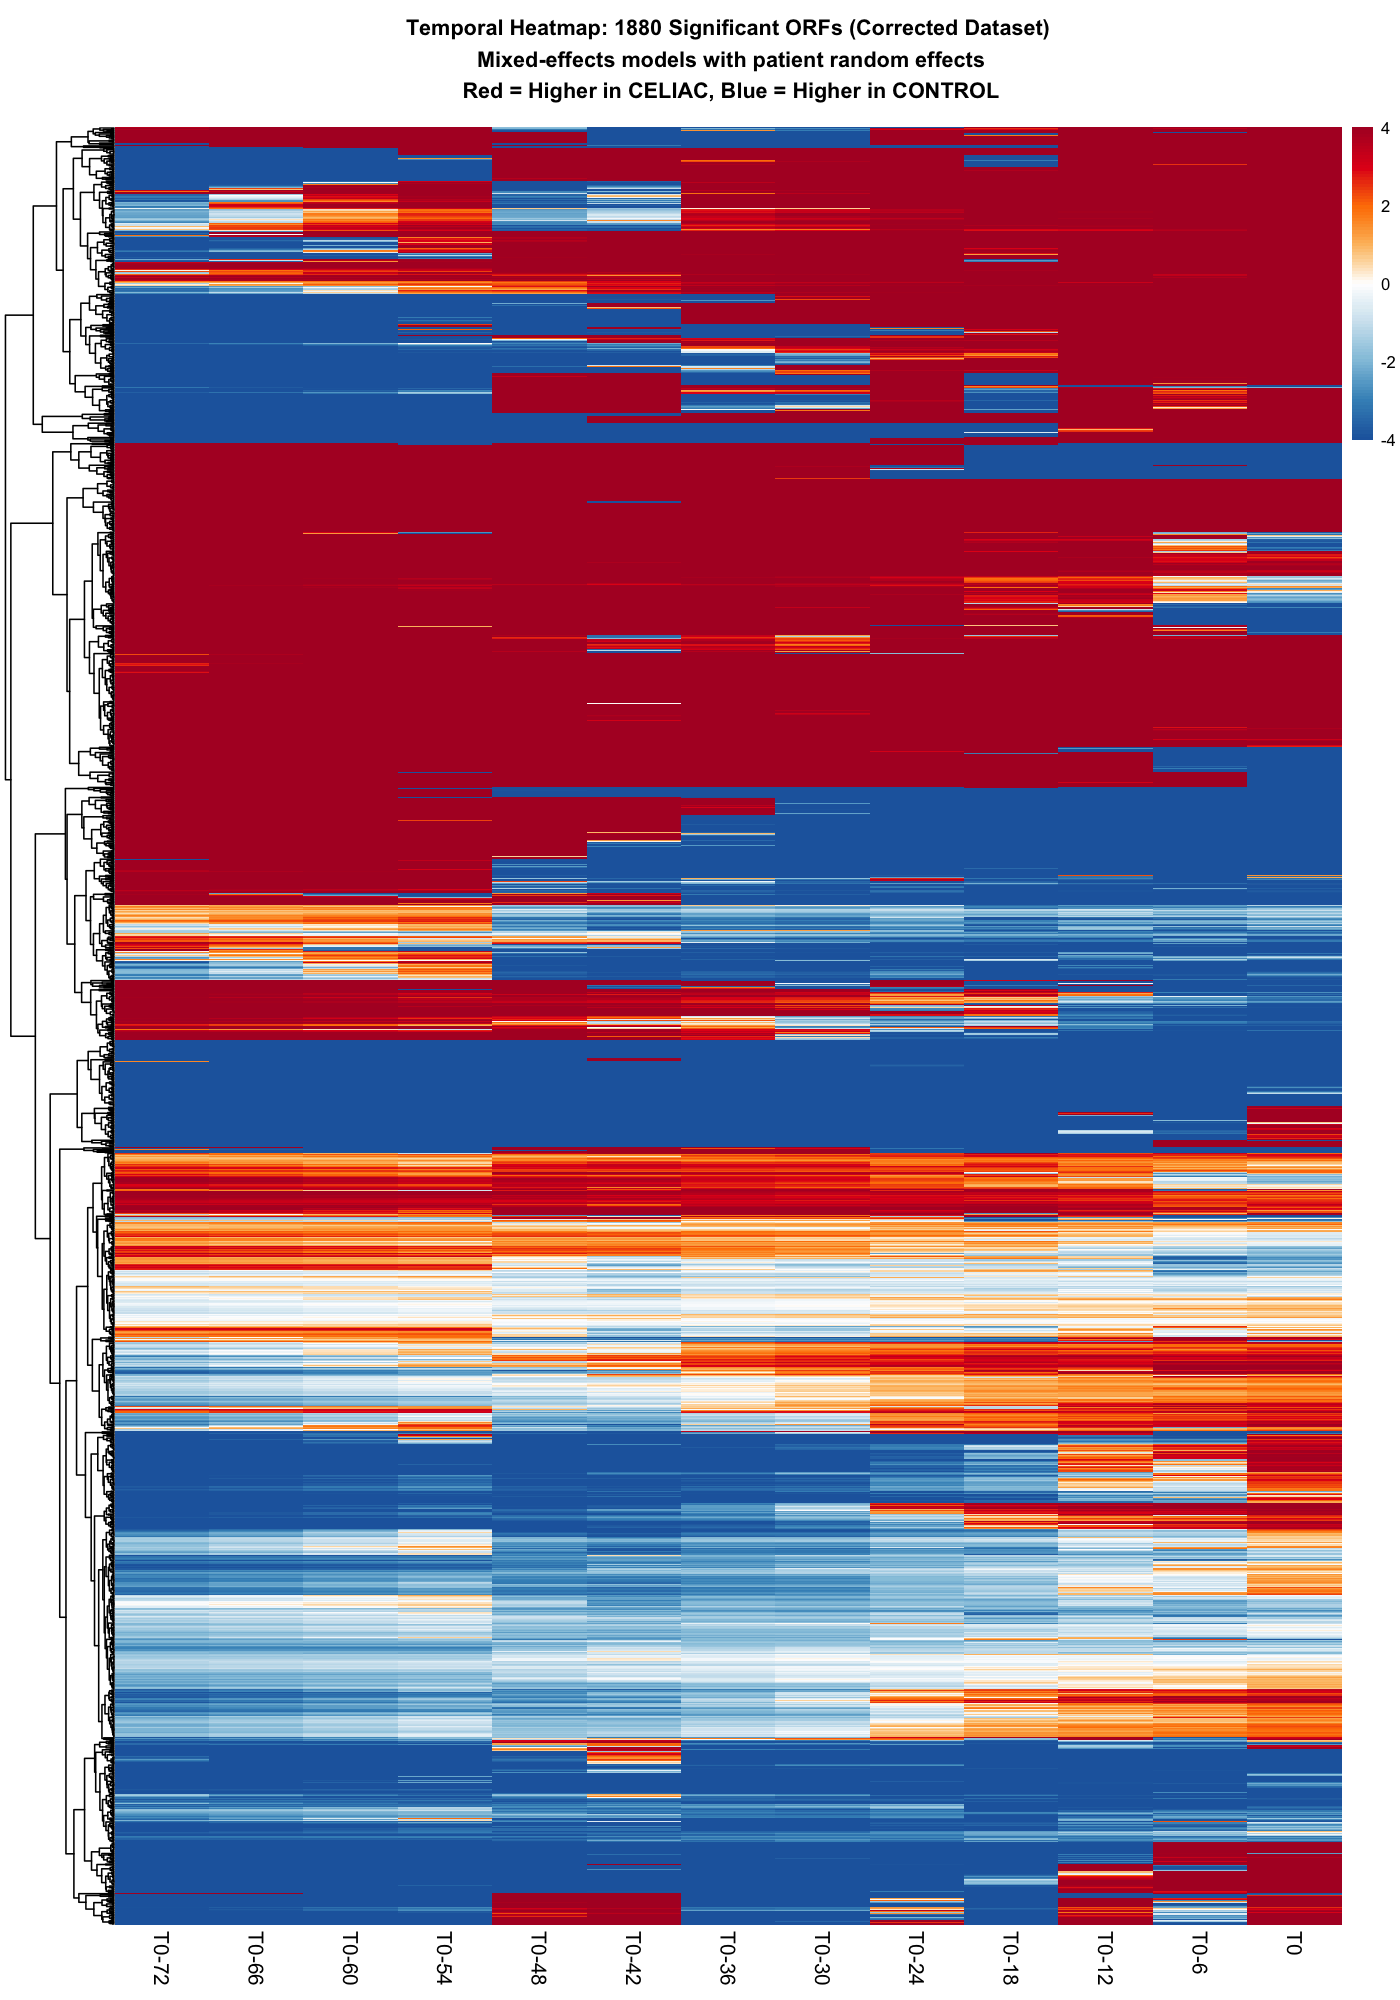 Temporal Heatmap: 1880 Significant ORFs (Corrected Dataset)
Mixed-effects models with patient random effects
Red = Higher in CELIAC, Blue = Higher in CONTROL
4
2
0
-2
-4
T0-72
T0-66
T0-60
T0-54
T0-48
T0-42
T0-36
T0-30
T0-24
T0-18
T0-12
T0-6
T0